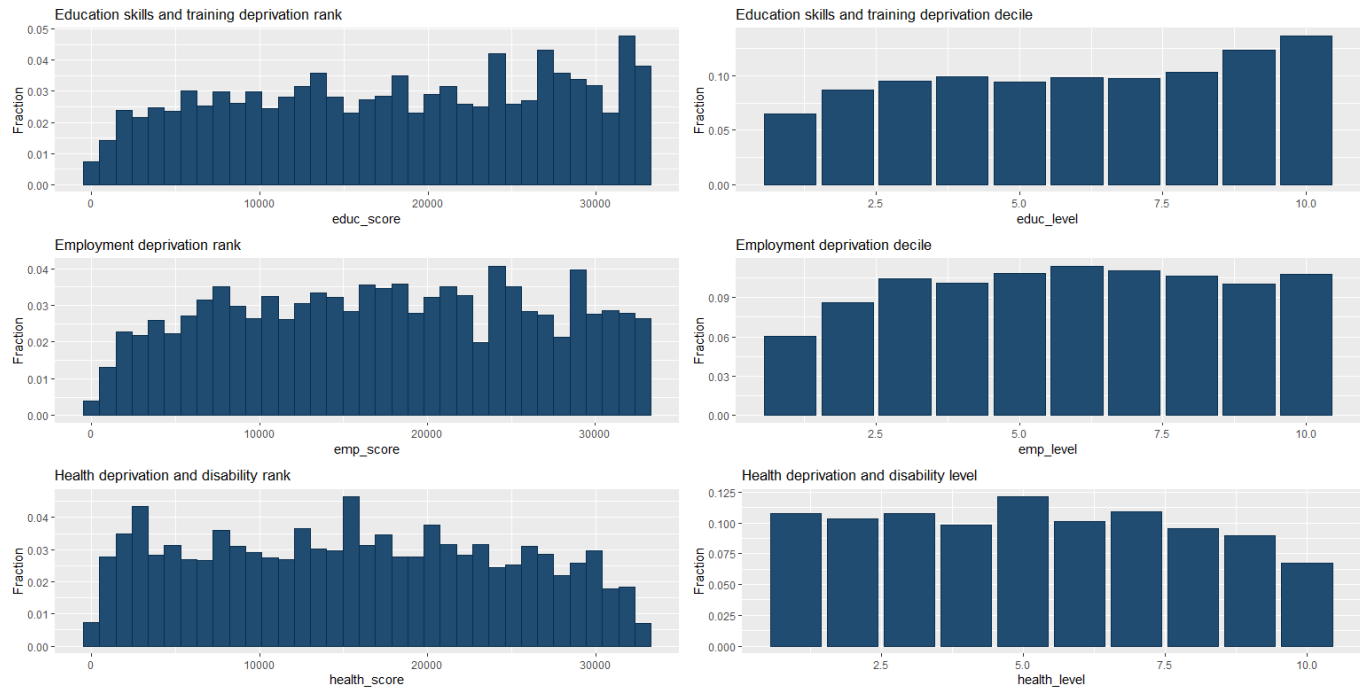 Education skills and training deprivation rank
0.05
0.04
0.03
0.02
0.01
0.00
Fraction
0 10000 20000 30000
educ_score
Education skills and training deprivation decile
0.10
0.05
0.00
Fraction
2.5 5.0 7.5 10.0
educ_level
Employment deprivation rank
0.04
0.03
0.02
0.01
0.00
Fraction
0 10000 20000 30000
emp_score
Employment deprivation decile
0.09
0.06
0.03
0.00
Fraction
2.5 5.0 7.5 10.0
emp_level
Health deprivation and disability rank
0.04
0.03
0.02
0.01
0.00
Fraction
0 10000 20000 30000
health_score
Health deprivation and disability level
0.125
0.100
0.075
0.050
0.025
0.000
Fraction
2.5 5.0 7.5 10.0
health_level